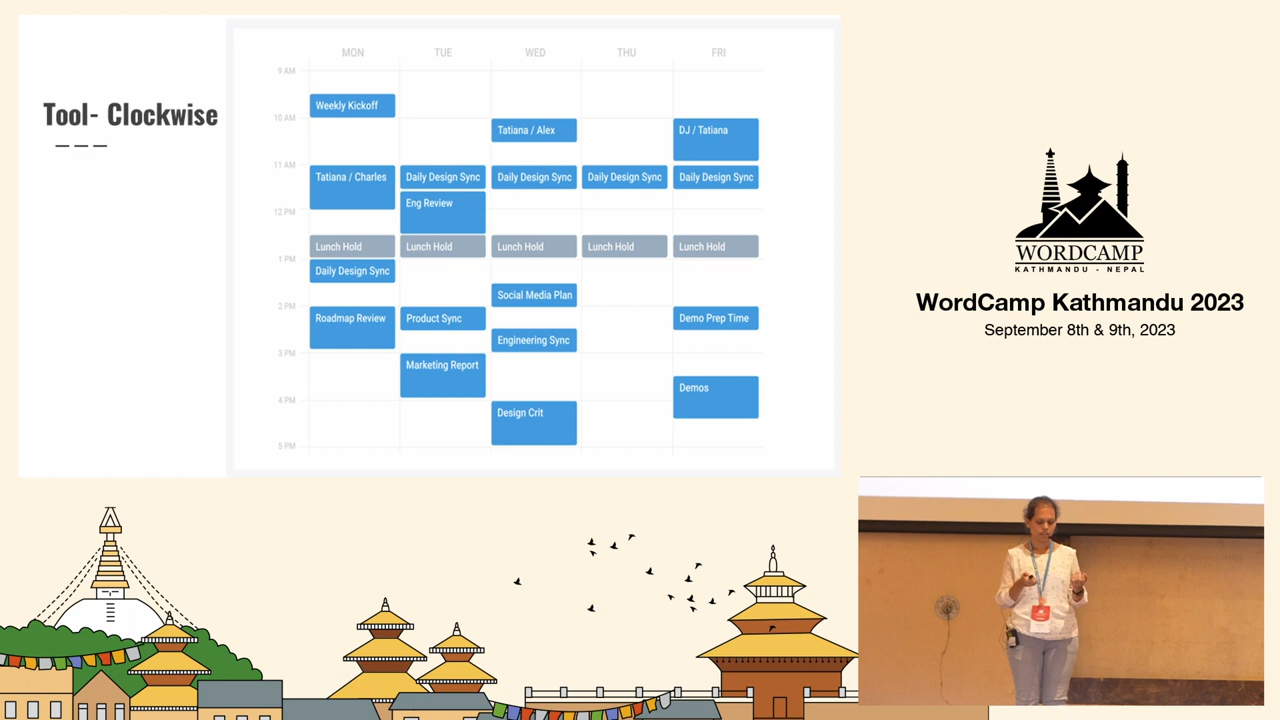 Tool- Clockwise
MON TUE WED THU FRI
9 AM
Weekly Kickoff
10 AM
Tatiana / Alex DJ / Tatiana
11 AM
Tatiana / Charles Daily Design Sync Daily Design Sync Daily Design Sync Daily Design Sync
Eng Review
12 PM
Lunch Hold Lunch Hold Lunch Hold Lunch Hold Lunch Hold
1 PM
Daily Design Sync
Social Media Plan
2 PM
Roadmap Review Product Sync Demo Prep Time
Engineering Sync
3 PM
Marketing Report
Demos
4 PM
Design Crit
5 PM
WORDCAMP
KATHMANDU - NEPAL
WordCamp Kathmandu 2023
September 8th & 9th, 2023